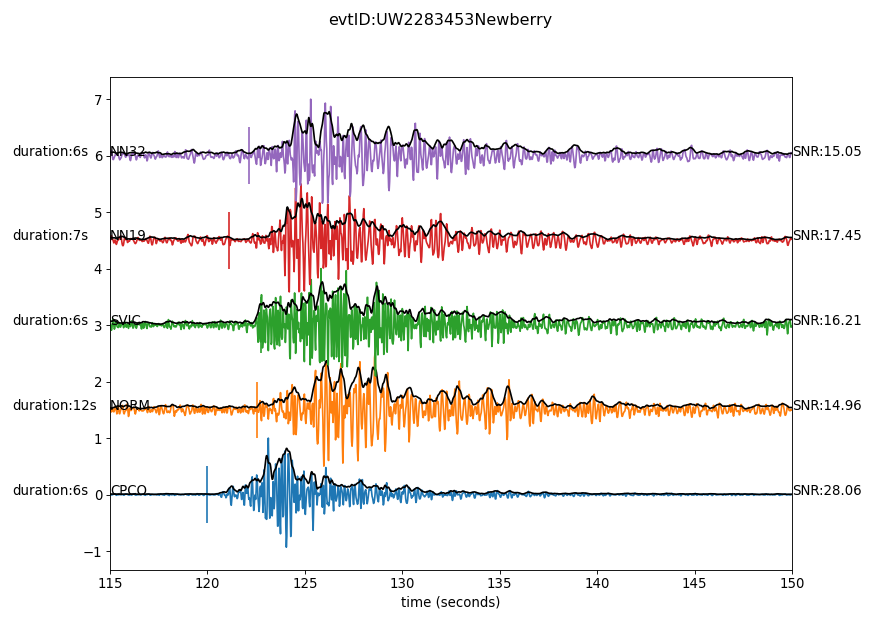 evtID:UW2283453Newberry
7
duration:6s NN32 6 SNR:15.05
5
duration:7s NN19 SNR:17.45
4
duration:6s SVIC 3 SNR:16.21
2
duration:12s NORM SNR:14.96
1
duration:6s CPCO 0 SNR:28.06
−1
115 120 125 130 135 140 145 150
time (seconds)